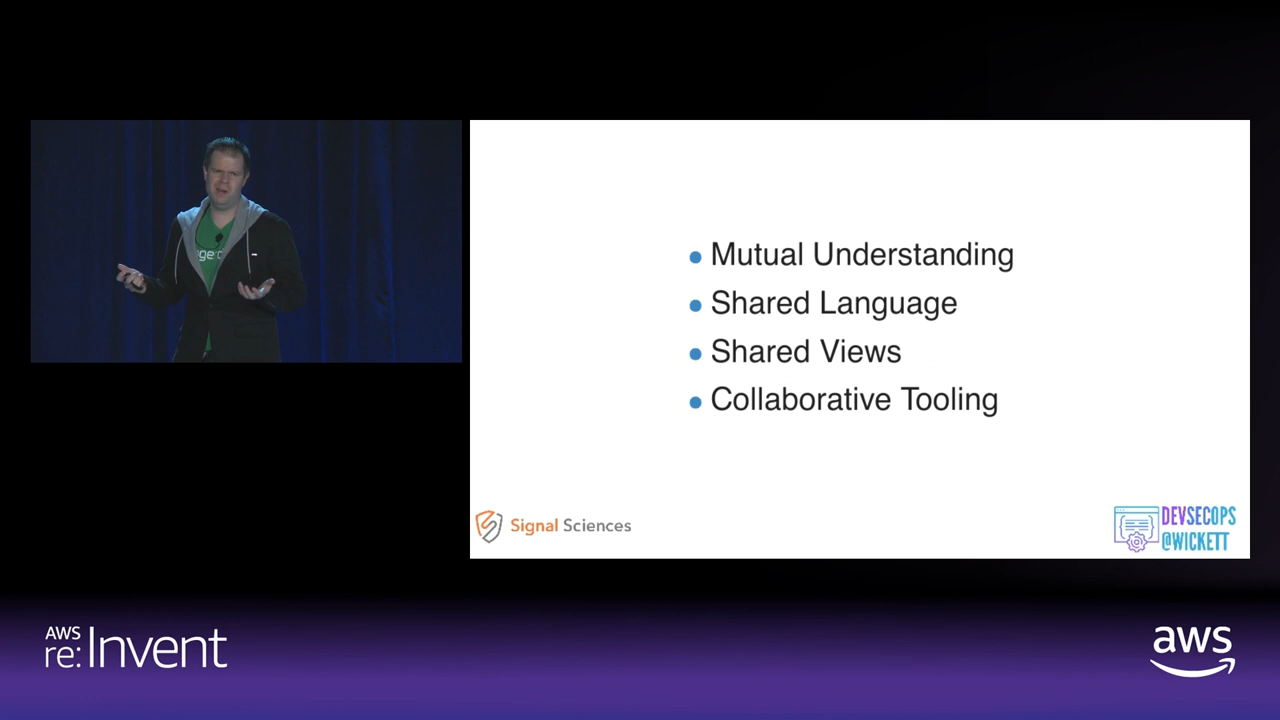 Mutual Understanding
Shared Language
Shared Views
Collaborative Tooling
Signal Sciences
DEVSECOPS
@WICKETT
AWS
re:Invent
aws